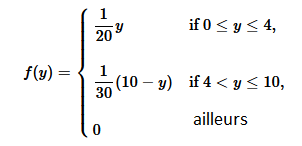 f(y) = { 1/20 y if 0 ≤ y ≤ 4,
1/30 (10 − y) if 4 < y ≤ 10,
0 ailleurs